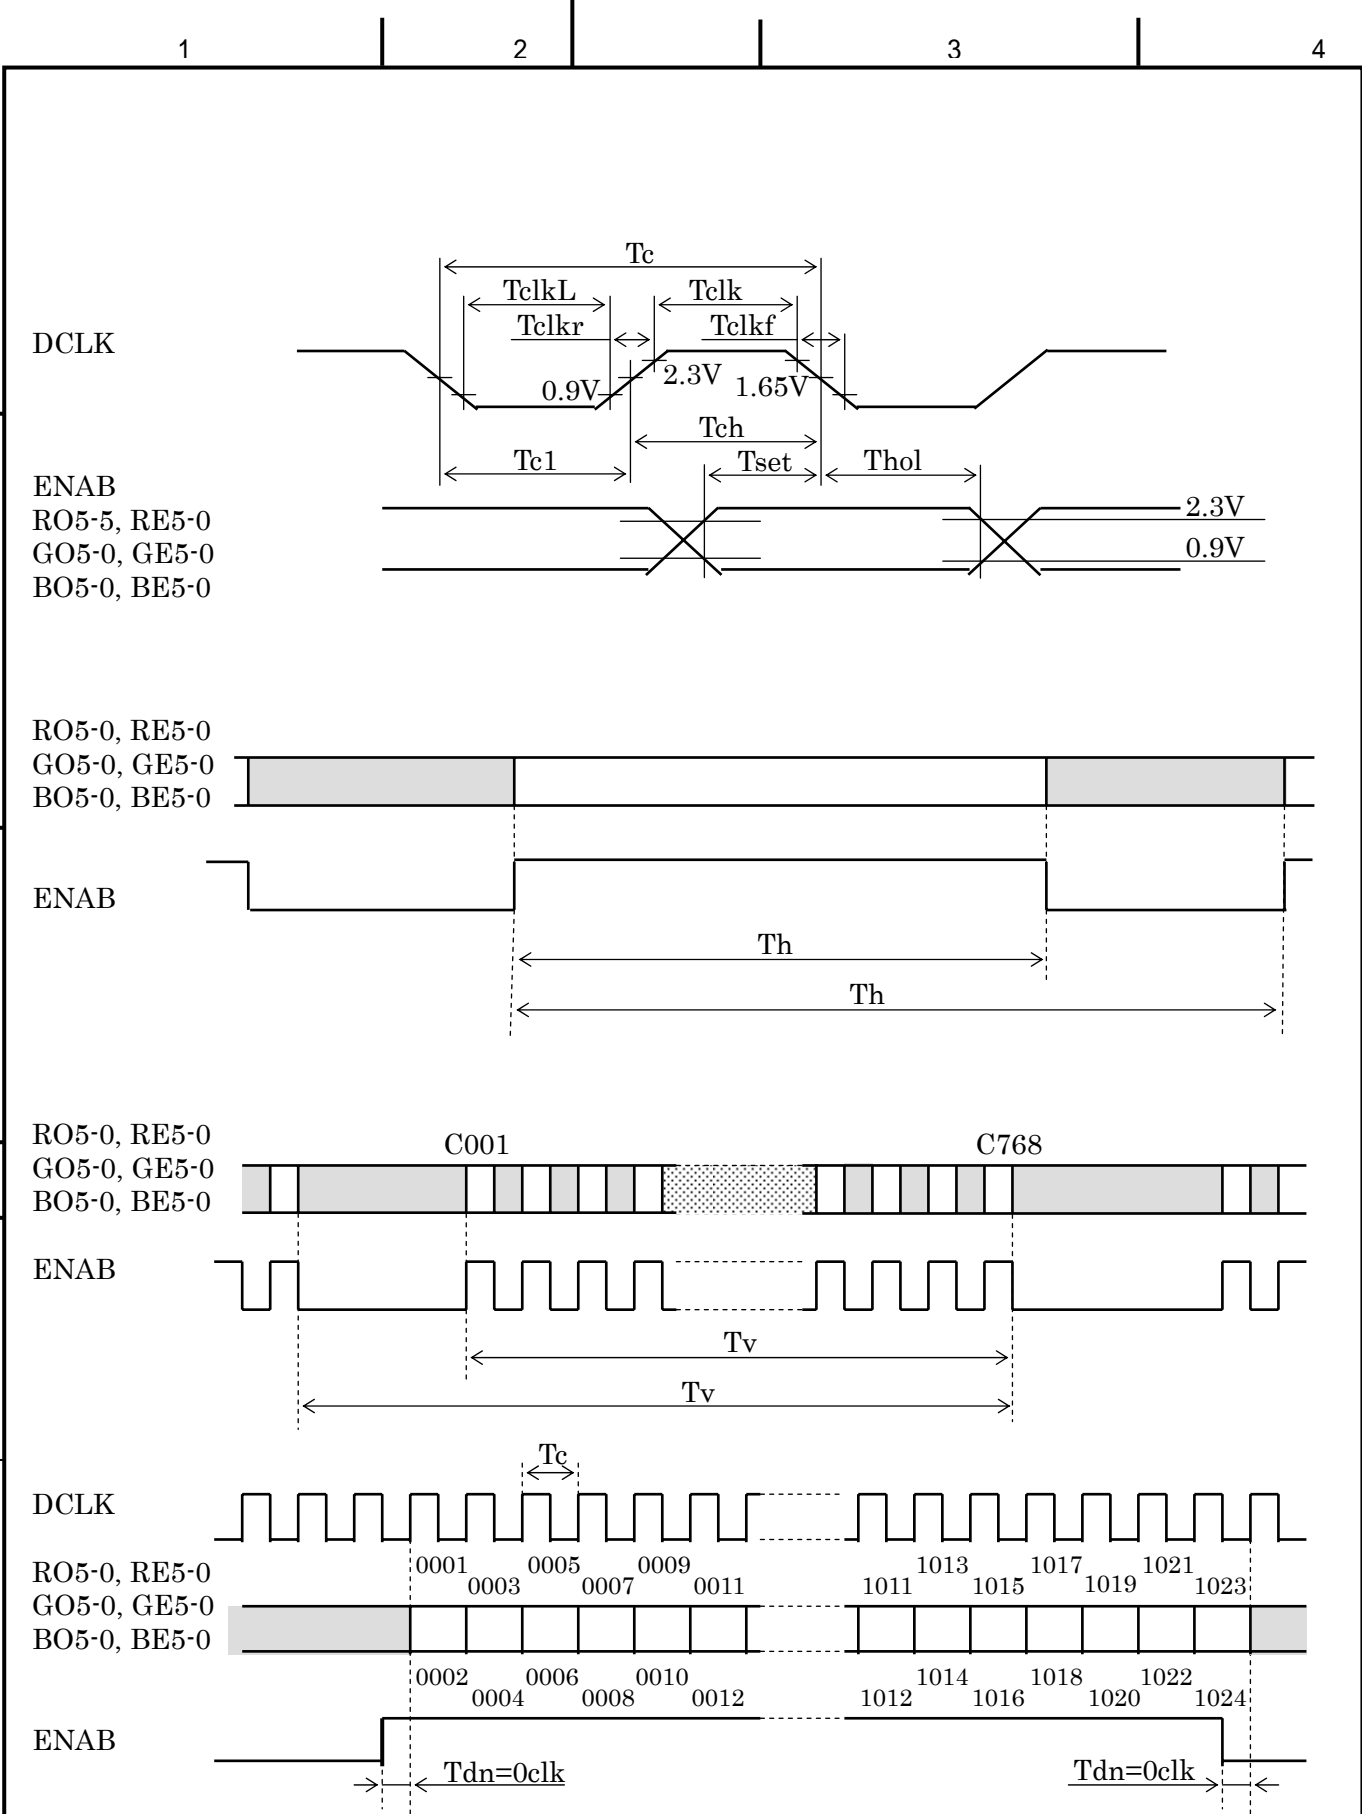 1 2 3 4
Tc
TclkL Tclk
Tclkr Tclkf
DCLK
0.9V 2.3V 1.65V
Tch
Tc1 Tset Thol
ENAB
RO5-5, RE5-0 2.3V
GO5-0, GE5-0 0.9V
BO5-0, BE5-0
RO5-0, RE5-0
GO5-0, GE5-0
BO5-0, BE5-0
ENAB
Th
Th
RO5-0, RE5-0 C001 C768
GO5-0, GE5-0
BO5-0, BE5-0
ENAB
Tv
Tv
Tc
DCLK
RO5-0, RE5-0 0001 0005 0009 1013 1017 1021
0003 0007 0011 1011 1015 1019 1023
GO5-0, GE5-0
BO5-0, BE5-0
0002 0006 0010 1014 1018 1022
0004 0008 0012 1012 1016 1020 1024
ENAB
Tdn=0clk Tdn=0clk